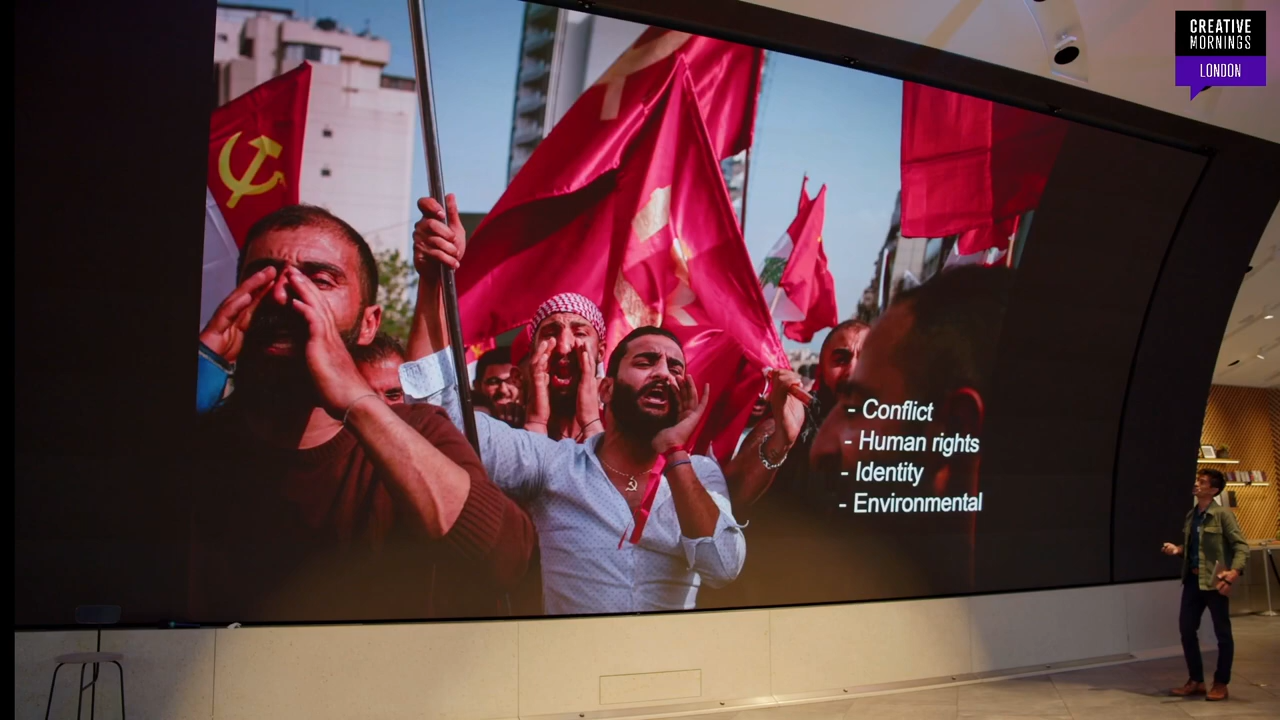 CREATIVE
MORNINGS
LONDON
- Conflict
- Human rights
- Identity
- Environmental